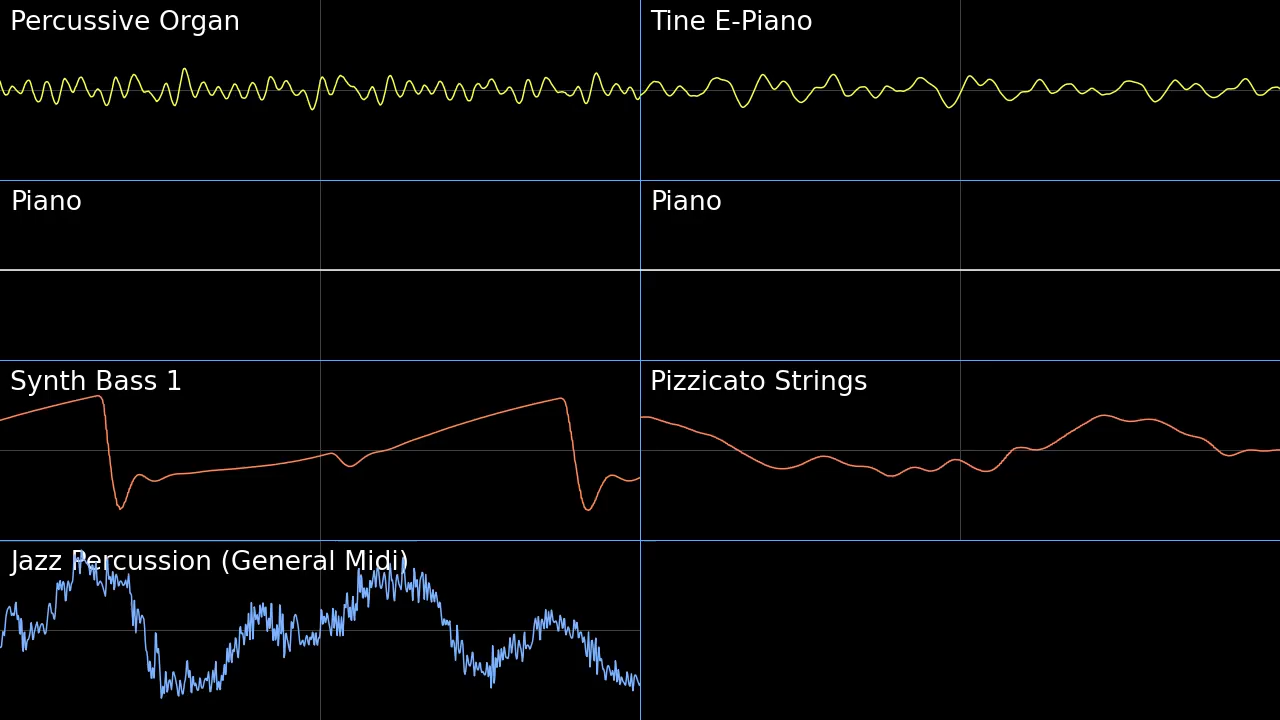 Percussive Organ
Tine E-Piano
Piano
Piano
Synth Bass 1
Pizzicato Strings
Jazz Percussion (General Midi)